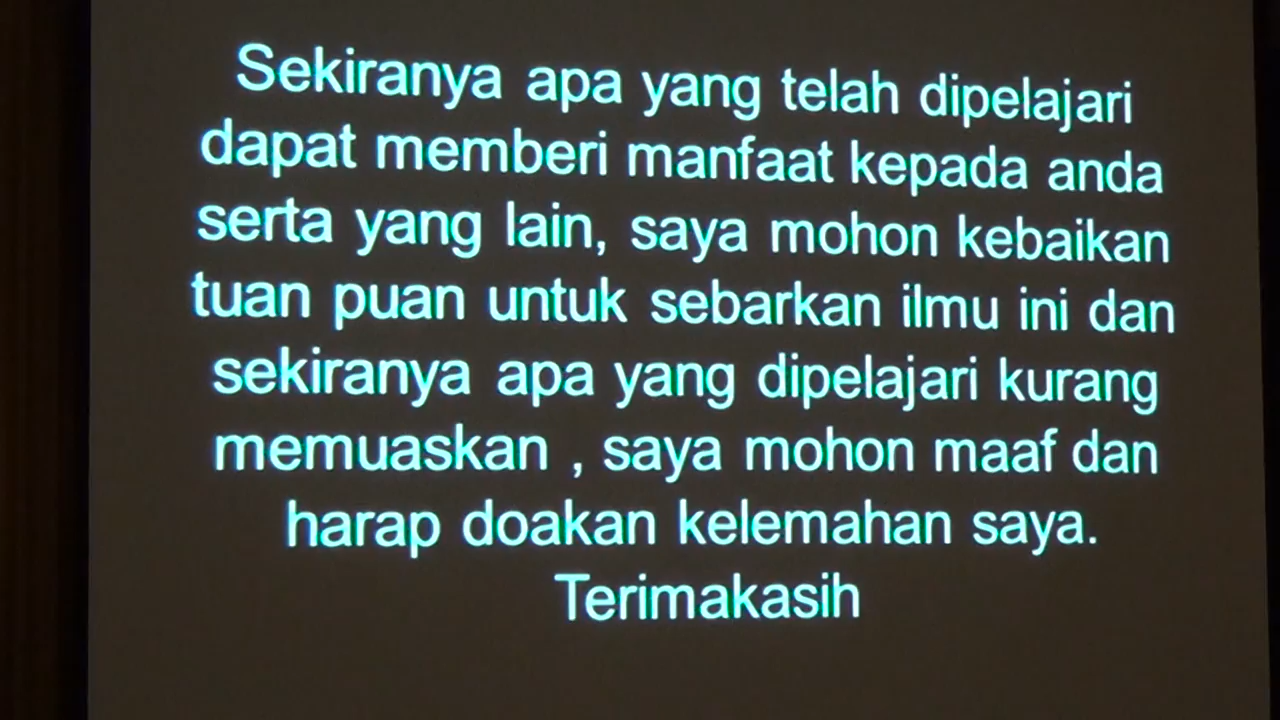 Sekiranya apa yang telah dipelajari
dapat memberi manfaat kepada anda
serta yang lain, saya mohon kebaikan
tuan puan untuk sebarkan ilmu ini dan
sekiranya apa yang dipelajari kurang
memuaskan , saya mohon maaf dan
harap doakan kelemahan saya.
Terimakasih